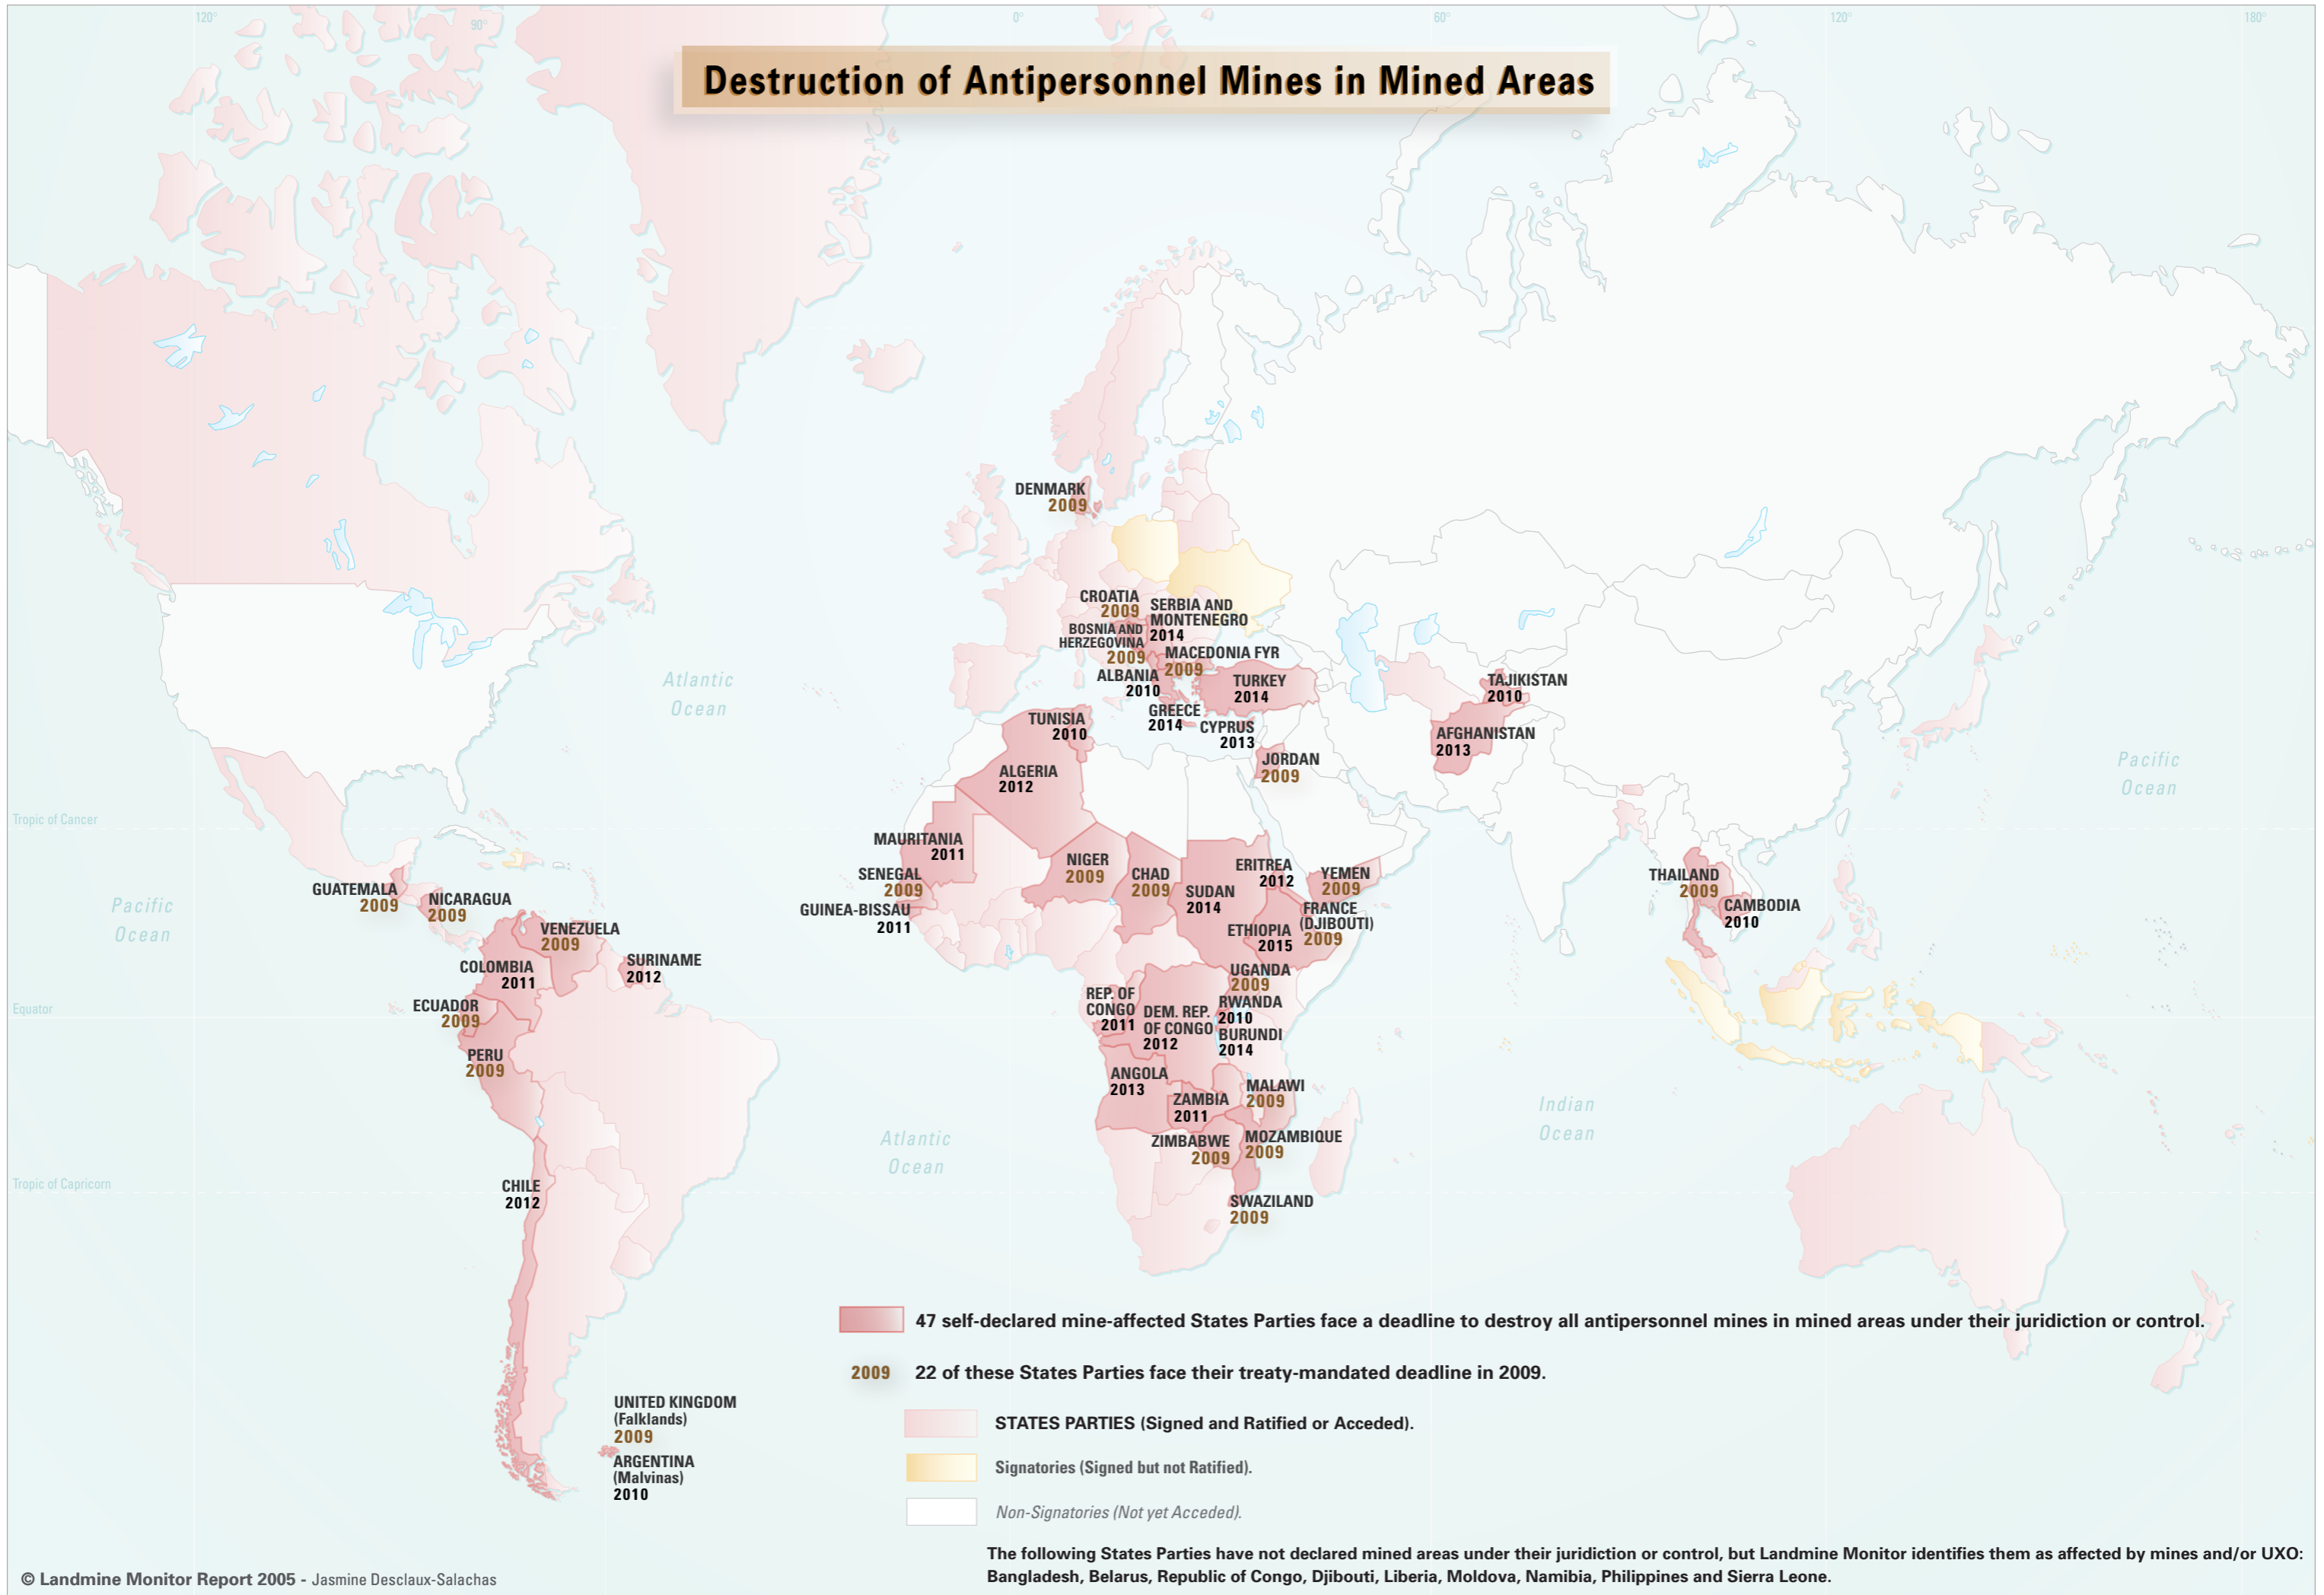 120°
90°
0°
60°
120°
180°
Destruction of Antipersonnel Mines in Mined Areas
DENMARK
2009
CROATIA
2009
SERBIA AND
MONTENEGRO
2014
BOSNIA AND
HERZEGOVINA
2009
MACEDONIA FYR
2009
ALBANIA
2010
GREECE
2014
TURKEY
2014
CYPRUS
2013
TAJIKISTAN
2010
AFGHANISTAN
2013
JORDAN
2009
TUNISIA
2010
ALGERIA
2012
Atlantic
Ocean
Pacific
Ocean
Tropic of Cancer
MAURITANIA
2011
SENEGAL
2009
GUINEA-BISSAU
2011
NIGER
2009
CHAD
2009
SUDAN
2014
ERITREA
2012
YEMEN
2009
FRANCE
(DJIBOUTI)
2009
ETHIOPIA
2015
THAILAND
2009
CAMBODIA
2010
GUATEMALA
2009
NICARAGUA
2009
Pacific
Ocean
VENEZUELA
2009
COLOMBIA
2011
SURINAME
2012
ECUADOR
2009
Equator
PERU
2009
UGANDA
2009
REP. OF
CONGO
2011
DEM. REP.
OF CONGO
2012
RWANDA
2010
BURUNDI
2014
ANGOLA
2013
ZAMBIA
2011
MALAWI
2009
ZIMBABWE
2009
MOZAMBIQUE
2009
SWAZILAND
2009
Indian
Ocean
Atlantic
Ocean
Tropic of Capricorn
CHILE
2012
47 self-declared mine-affected States Parties face a deadline to destroy all antipersonnel mines in mined areas under their juridiction or control.
2009 22 of these States Parties face their treaty-mandated deadline in 2009.
UNITED KINGDOM
(Falklands)
2009
ARGENTINA
(Malvinas)
2010
STATES PARTIES (Signed and Ratified or Acceded).
Signatories (Signed but not Ratified).
Non-Signatories (Not yet Acceded).
The following States Parties have not declared mined areas under their juridiction or control, but Landmine Monitor identifies them as affected by mines and/or UXO:
Bangladesh, Belarus, Republic of Congo, Djibouti, Liberia, Moldova, Namibia, Philippines and Sierra Leone.
© Landmine Monitor Report 2005 - Jasmine Desclaux-Salachas